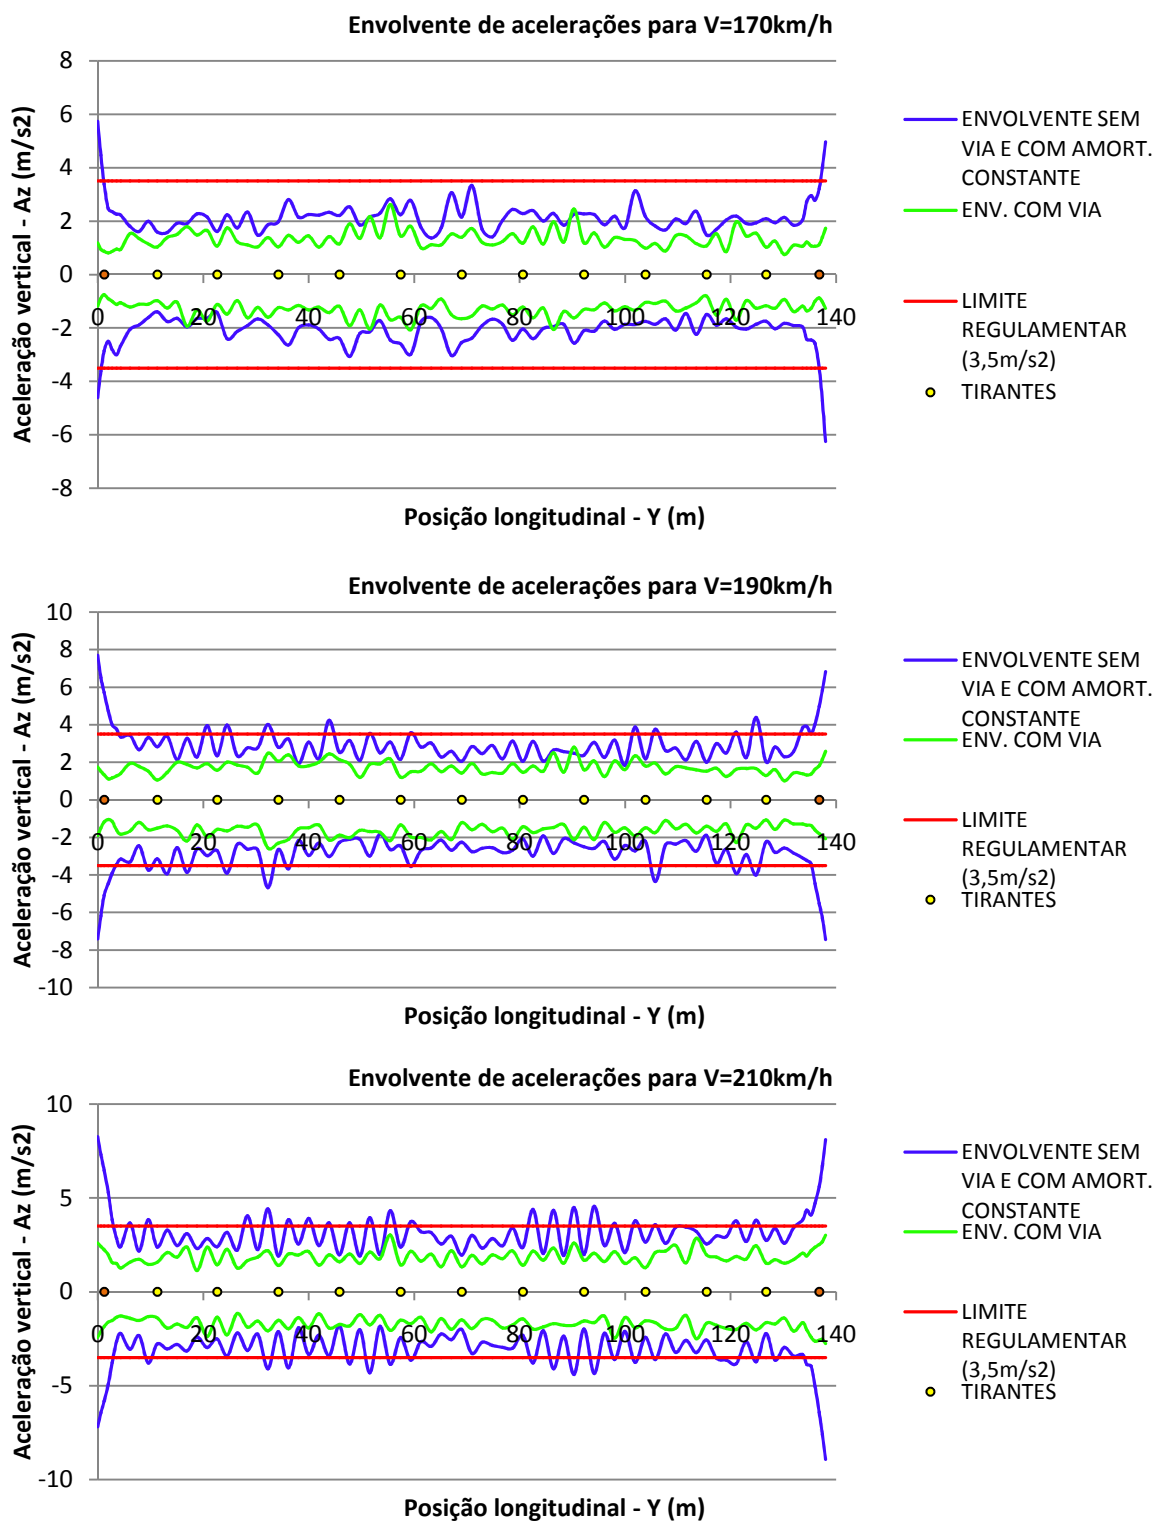 Envolvente de acelerações para V=170km/h
Aceleração vertical - Az (m/s2)
8
6
4
2
0
-2
-4
-6
-8
0
20
40
60
80
100
120
140
Posição longitudinal - Y (m)
ENVOLVENTE SEM
VIA E COM AMORT.
CONSTANTE
ENV. COM VIA
LIMITE
REGULAMENTAR
(3,5m/s2)
TIRANTES
Envolvente de acelerações para V=190km/h
Aceleração vertical - Az (m/s2)
10
8
6
4
2
0
-2
-4
-6
-8
-10
0
20
40
60
80
100
120
140
Posição longitudinal - Y (m)
ENVOLVENTE SEM
VIA E COM AMORT.
CONSTANTE
ENV. COM VIA
LIMITE
REGULAMENTAR
(3,5m/s2)
TIRANTES
Envolvente de acelerações para V=210km/h
Aceleração vertical - Az (m/s2)
10
5
0
-5
-10
0
20
40
60
80
100
120
140
Posição longitudinal - Y (m)
ENVOLVENTE SEM
VIA E COM AMORT.
CONSTANTE
ENV. COM VIA
LIMITE
REGULAMENTAR
(3,5m/s2)
TIRANTES